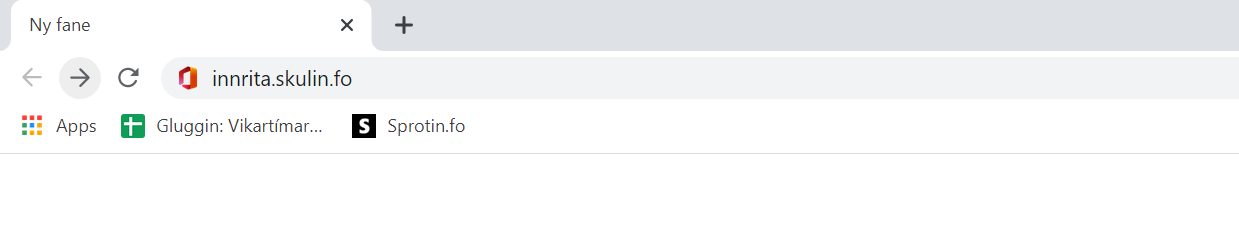 Ny fane
innrita.skulin.fo
Apps Gluggin: Vikartímar... Sprotin.fo